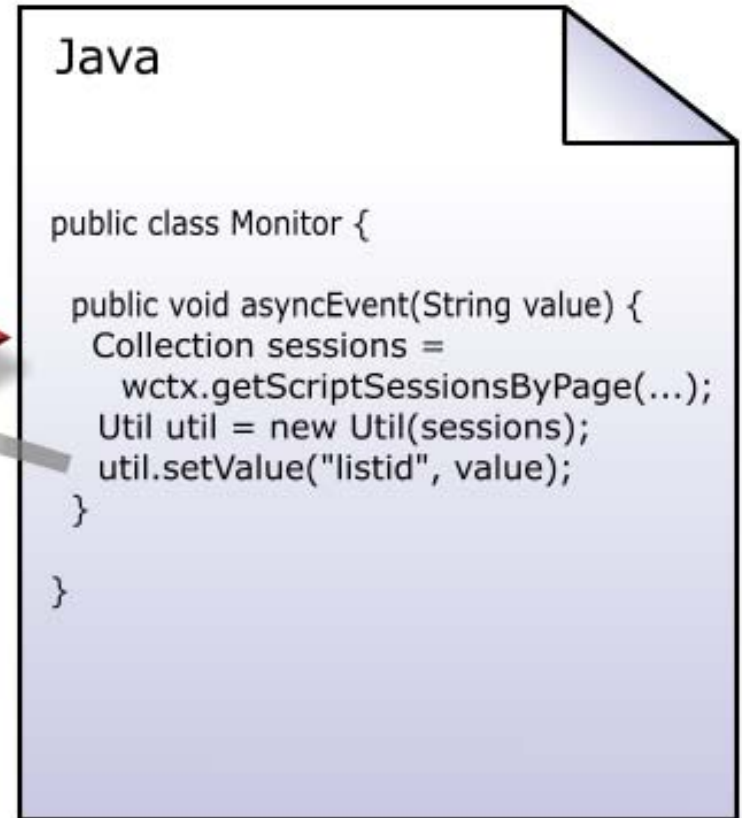 Java
public class Monitor {
public void asyncEvent(String value) {
Collection sessions =
wctx.getScriptSessionsByPage(...);
Util util = new Util(sessions);
util.setValue("listid", value);
}
}